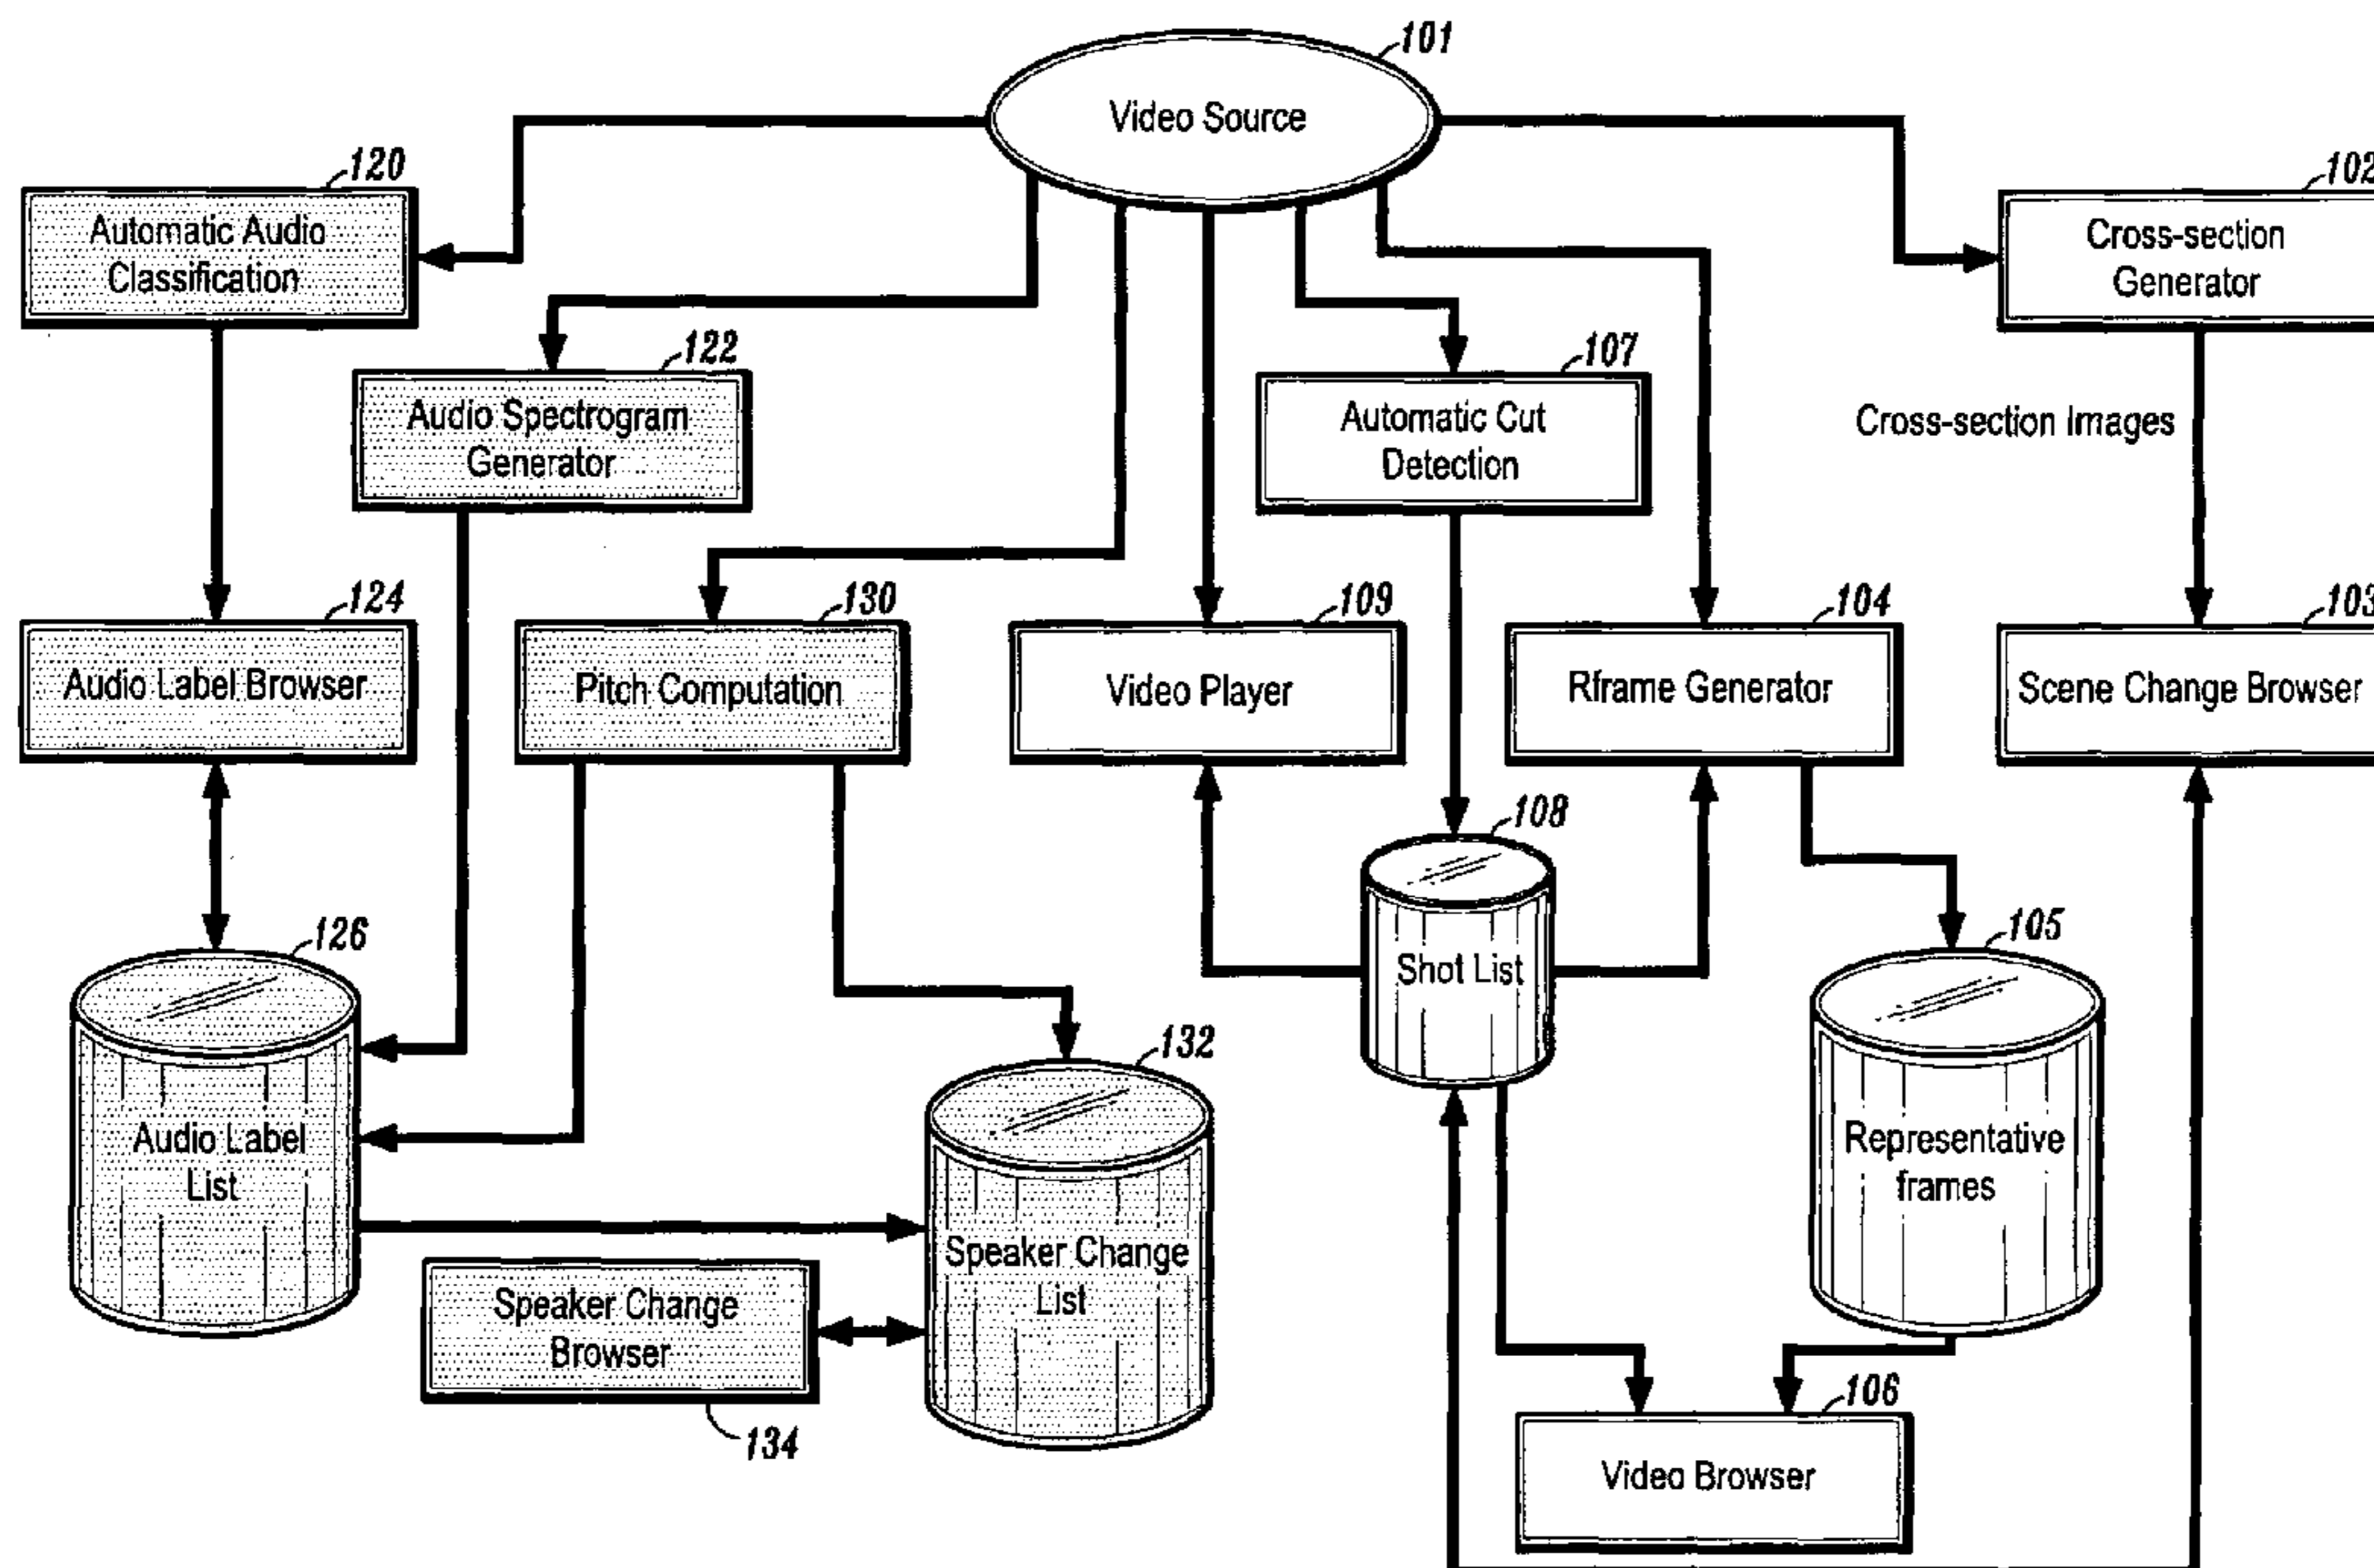 101
Video Source
120
102
Automatic Audio
Classification
Cross-section
Generator
122
107
Audio Spectrogram
Generator
Automatic Cut
Detection
Cross-section Images
124
130
109
104
103
Audio Label Browser
Pitch Computation
Video Player
Rframe Generator
Scene Change Browser
108
Shot List
126
105
132
Audio Label
List
Representative
frames
Speaker Change
List
Speaker Change
Browser
134
106
Video Browser